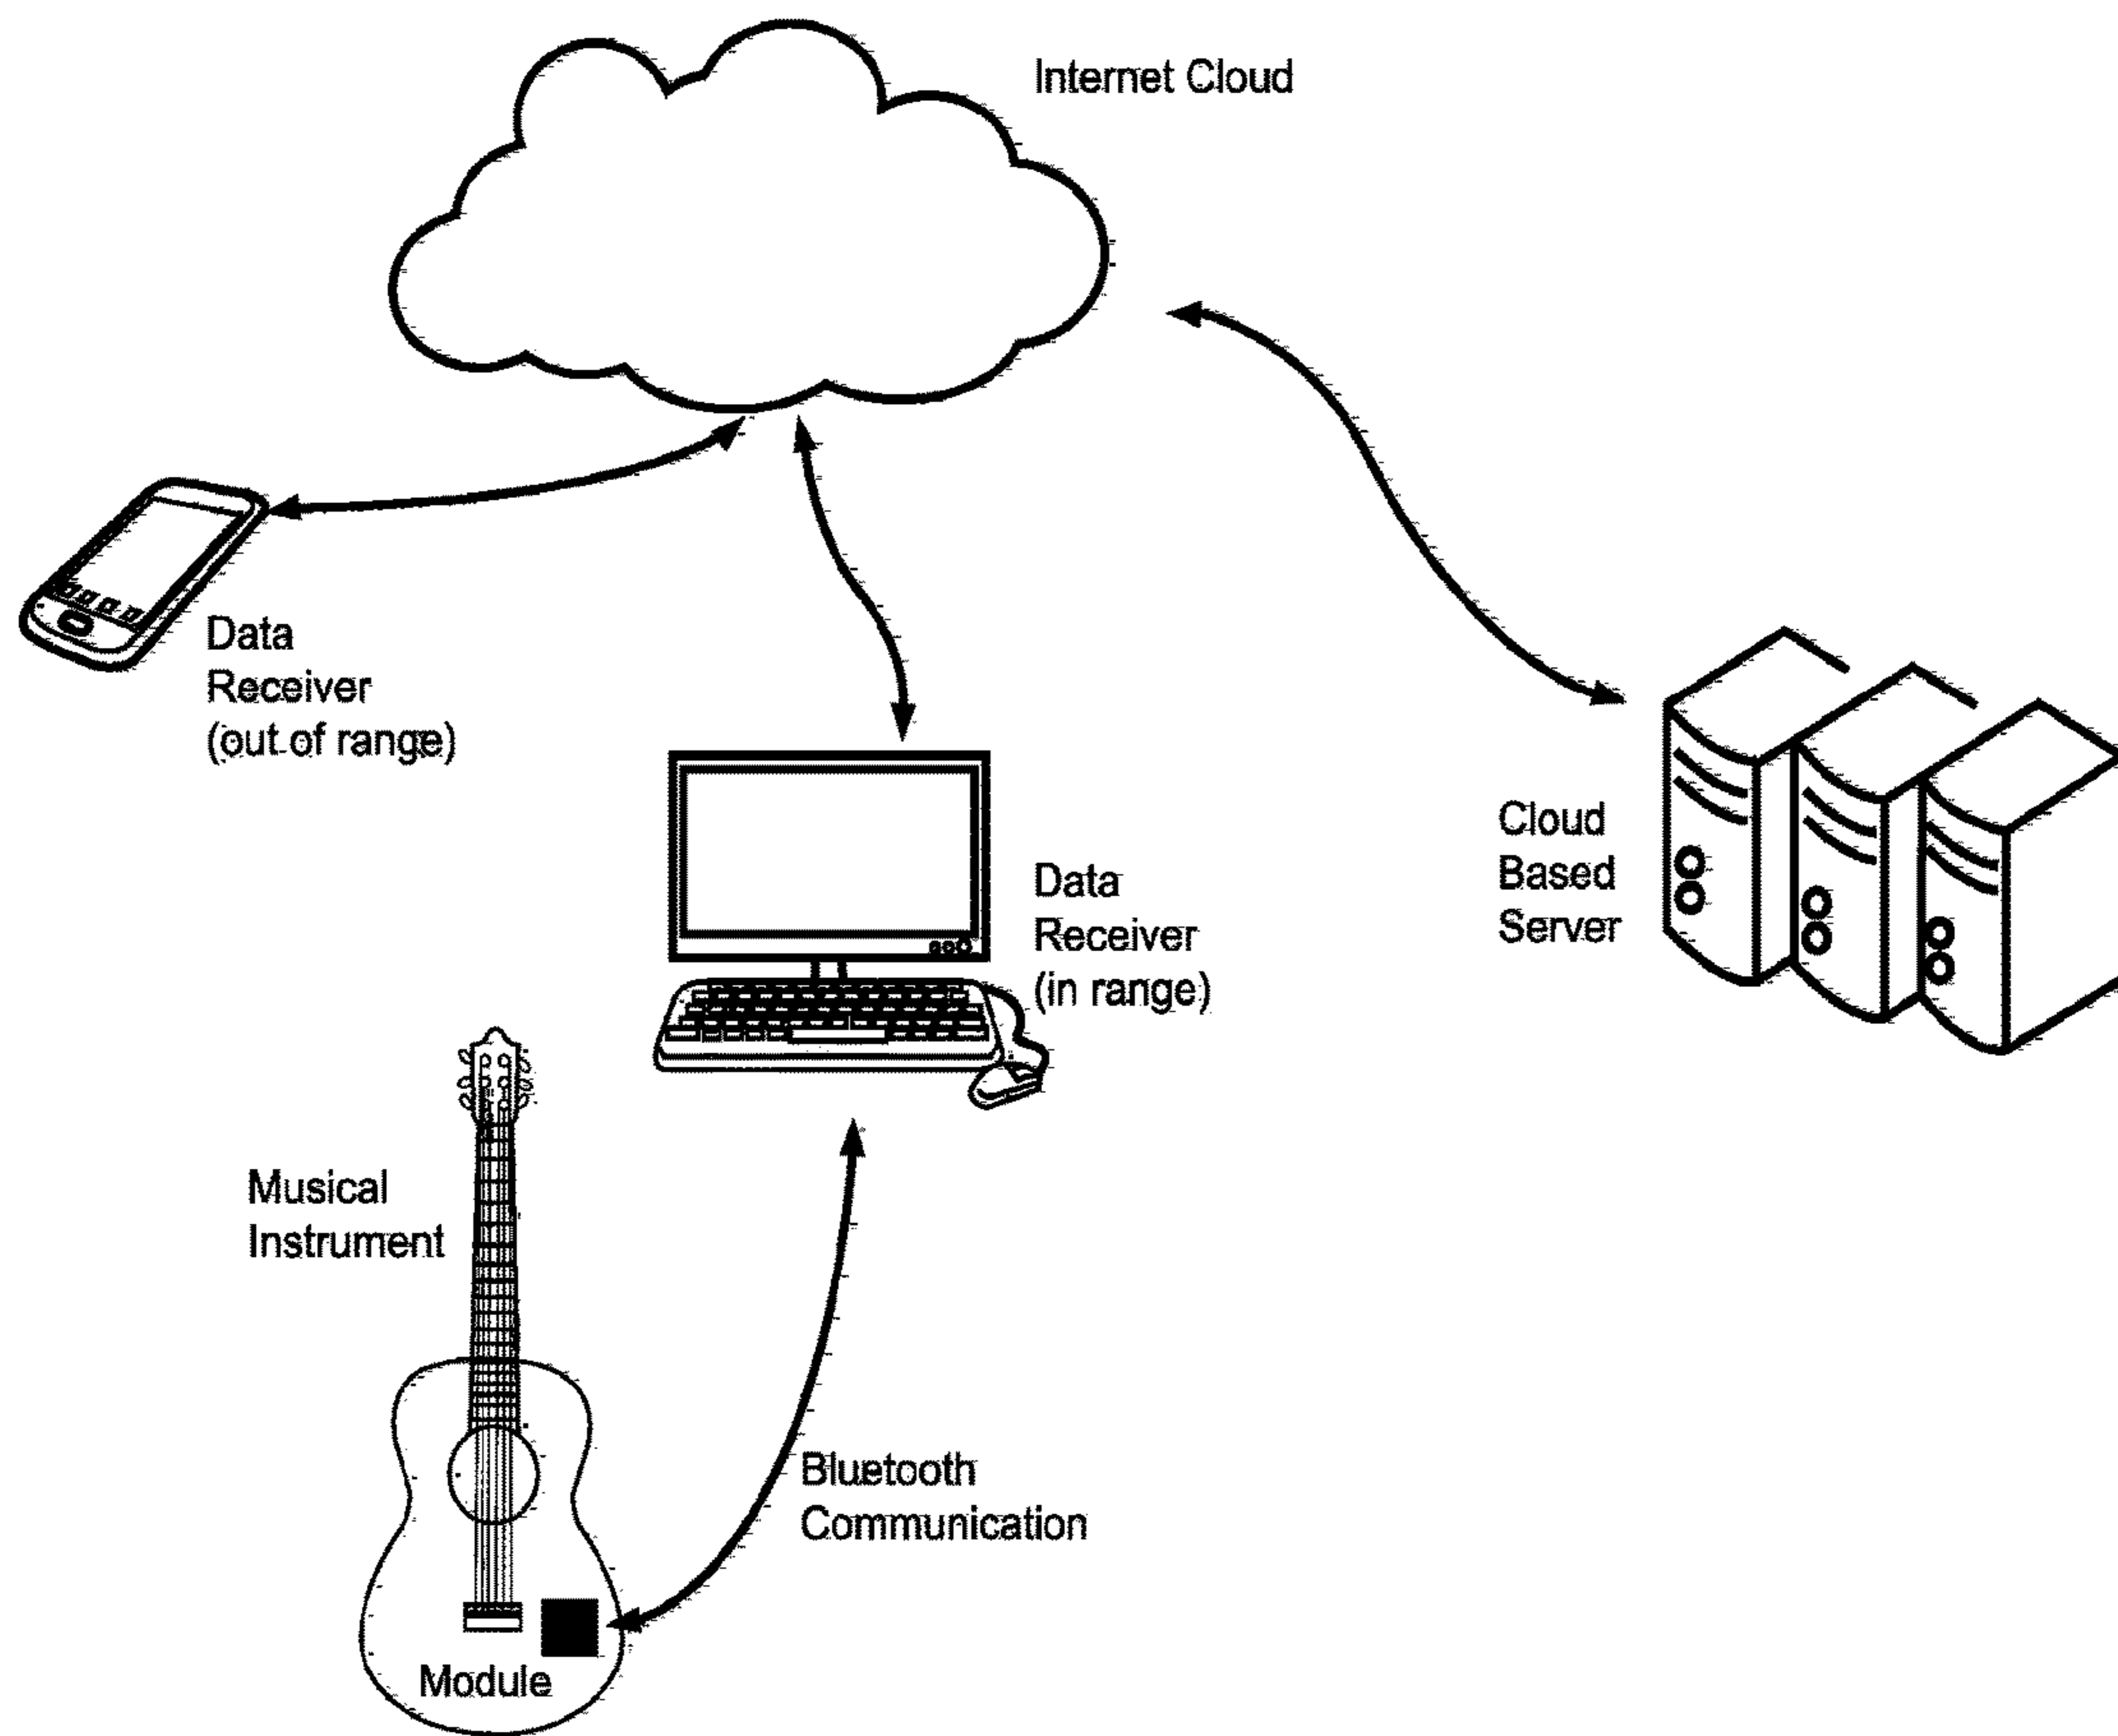 Internet Cloud
Data
Receiver
(out of range)
Cloud
Based
Server
Data
Receiver
(in range)
Musical
Instrument
Bluetooth
Communication
Module